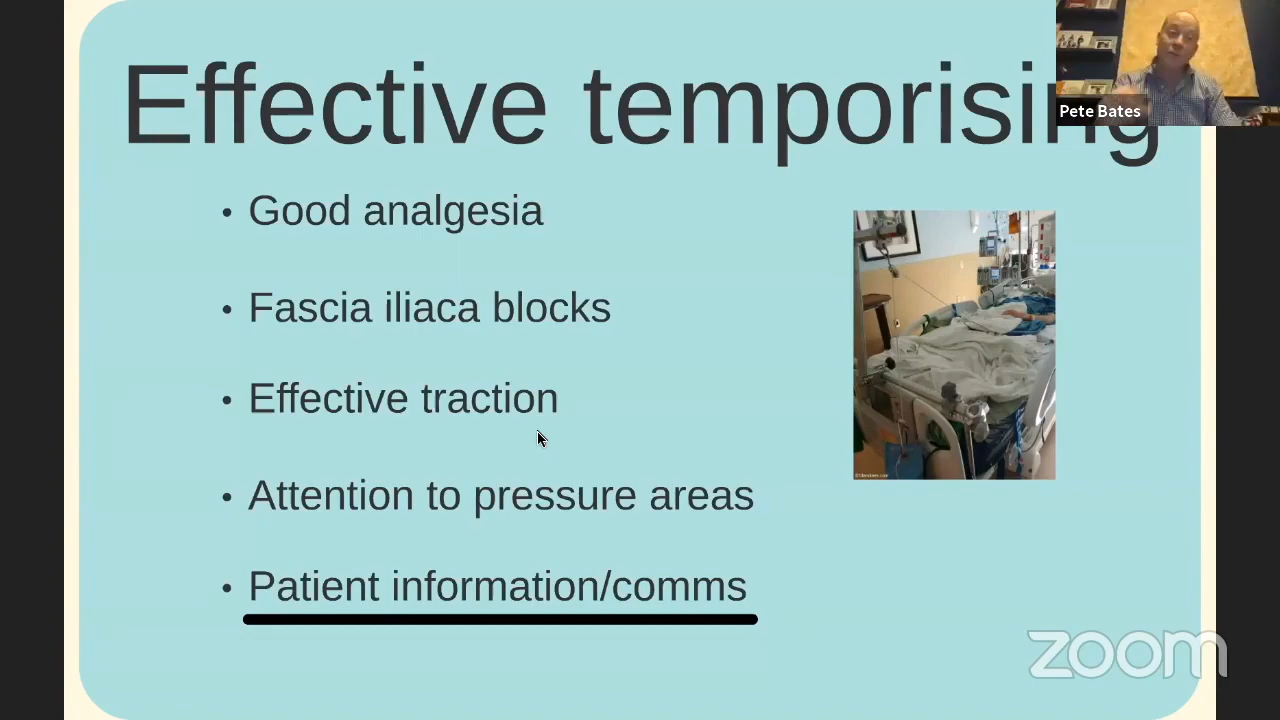 Effective temporising
Pete Bates
• Good analgesia
• Fascia iliaca blocks
• Effective traction
• Attention to pressure areas
• Patient information/comms
zoom